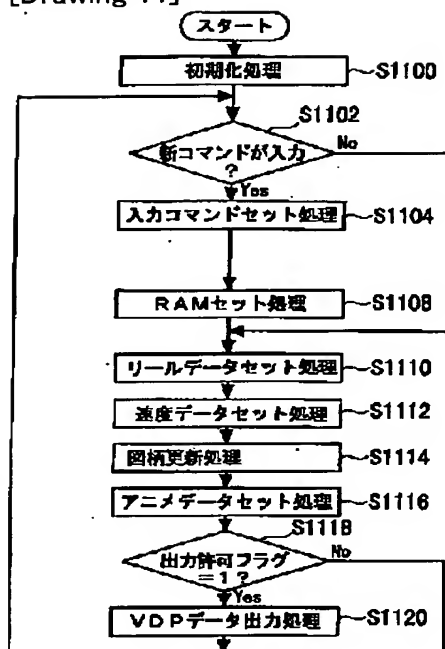 スタート
初期化処理
S1100
S1102
新コマンドが入力
?
No
Yes
入力コマンドセット処理
S1104
RAMセット処理
S1108
リールデータセット処理
S1110
速度データセット処理
S1112
図柄更新処理
S1114
アニメデータセット処理
S1116
S1118
出力許可フラグ
=1?
No
Yes
VDPデータ出力処理
S1120